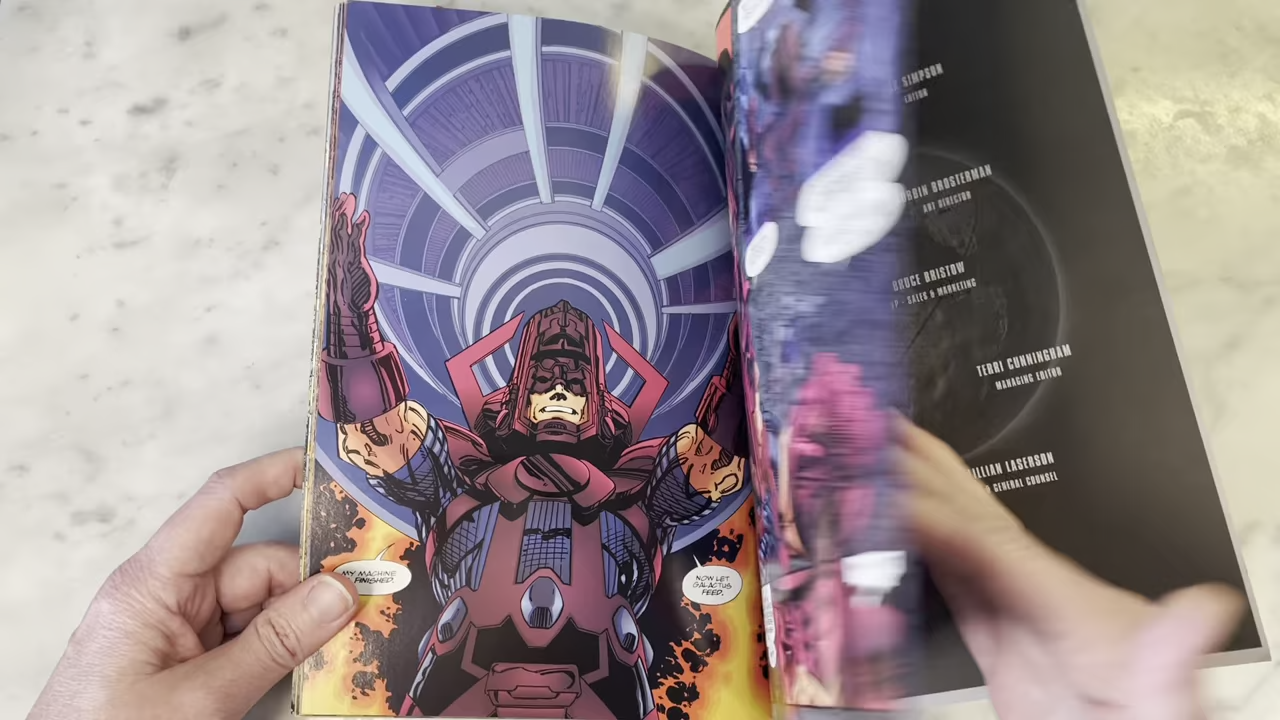 MY MACHINE
FINISHED.
NOW LET
GALACTUS
FEED.
SIMPSON
EDITOR
BROSTERMAN
ART DIRECTOR
BRUCE BRISTOW
SALES & MARKETING
TERRI CUNNINGHAM
MANAGING EDITOR
LILLIAN LASERSON
GENERAL COUNSEL